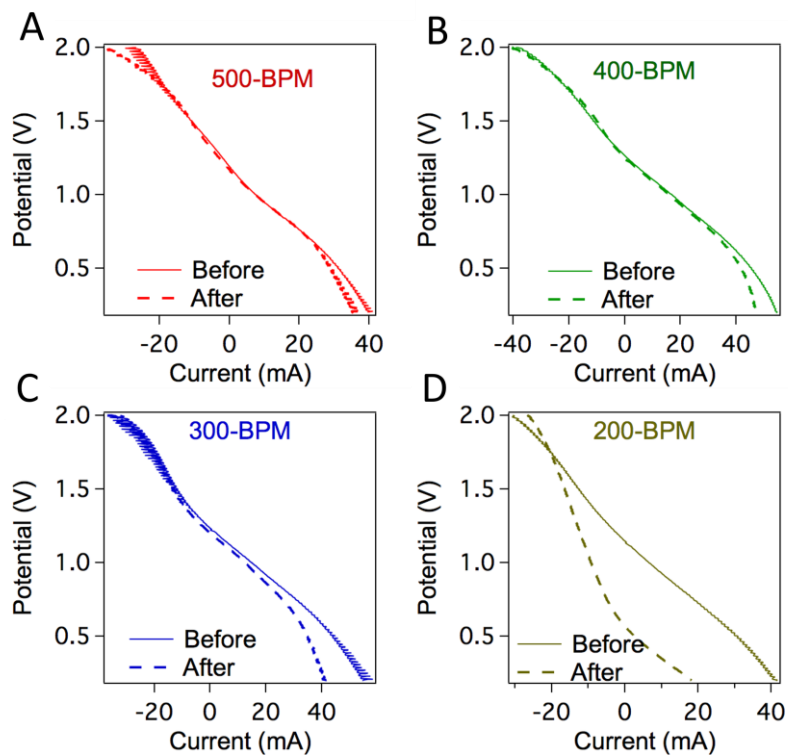 A
500-BPM
2.0
1.5
1.0
0.5
Potential (V)
Before
After
-20
0
20
40
Current (mA)
B
400-BPM
2.0
1.5
1.0
0.5
Potential (V)
Before
After
-40
-20
0
20
40
Current (mA)
C
300-BPM
2.0
1.5
1.0
0.5
Potential (V)
Before
After
-20
0
20
40
Current (mA)
D
200-BPM
2.0
1.5
1.0
0.5
Potential (V)
Before
After
-20
0
20
40
Current (mA)